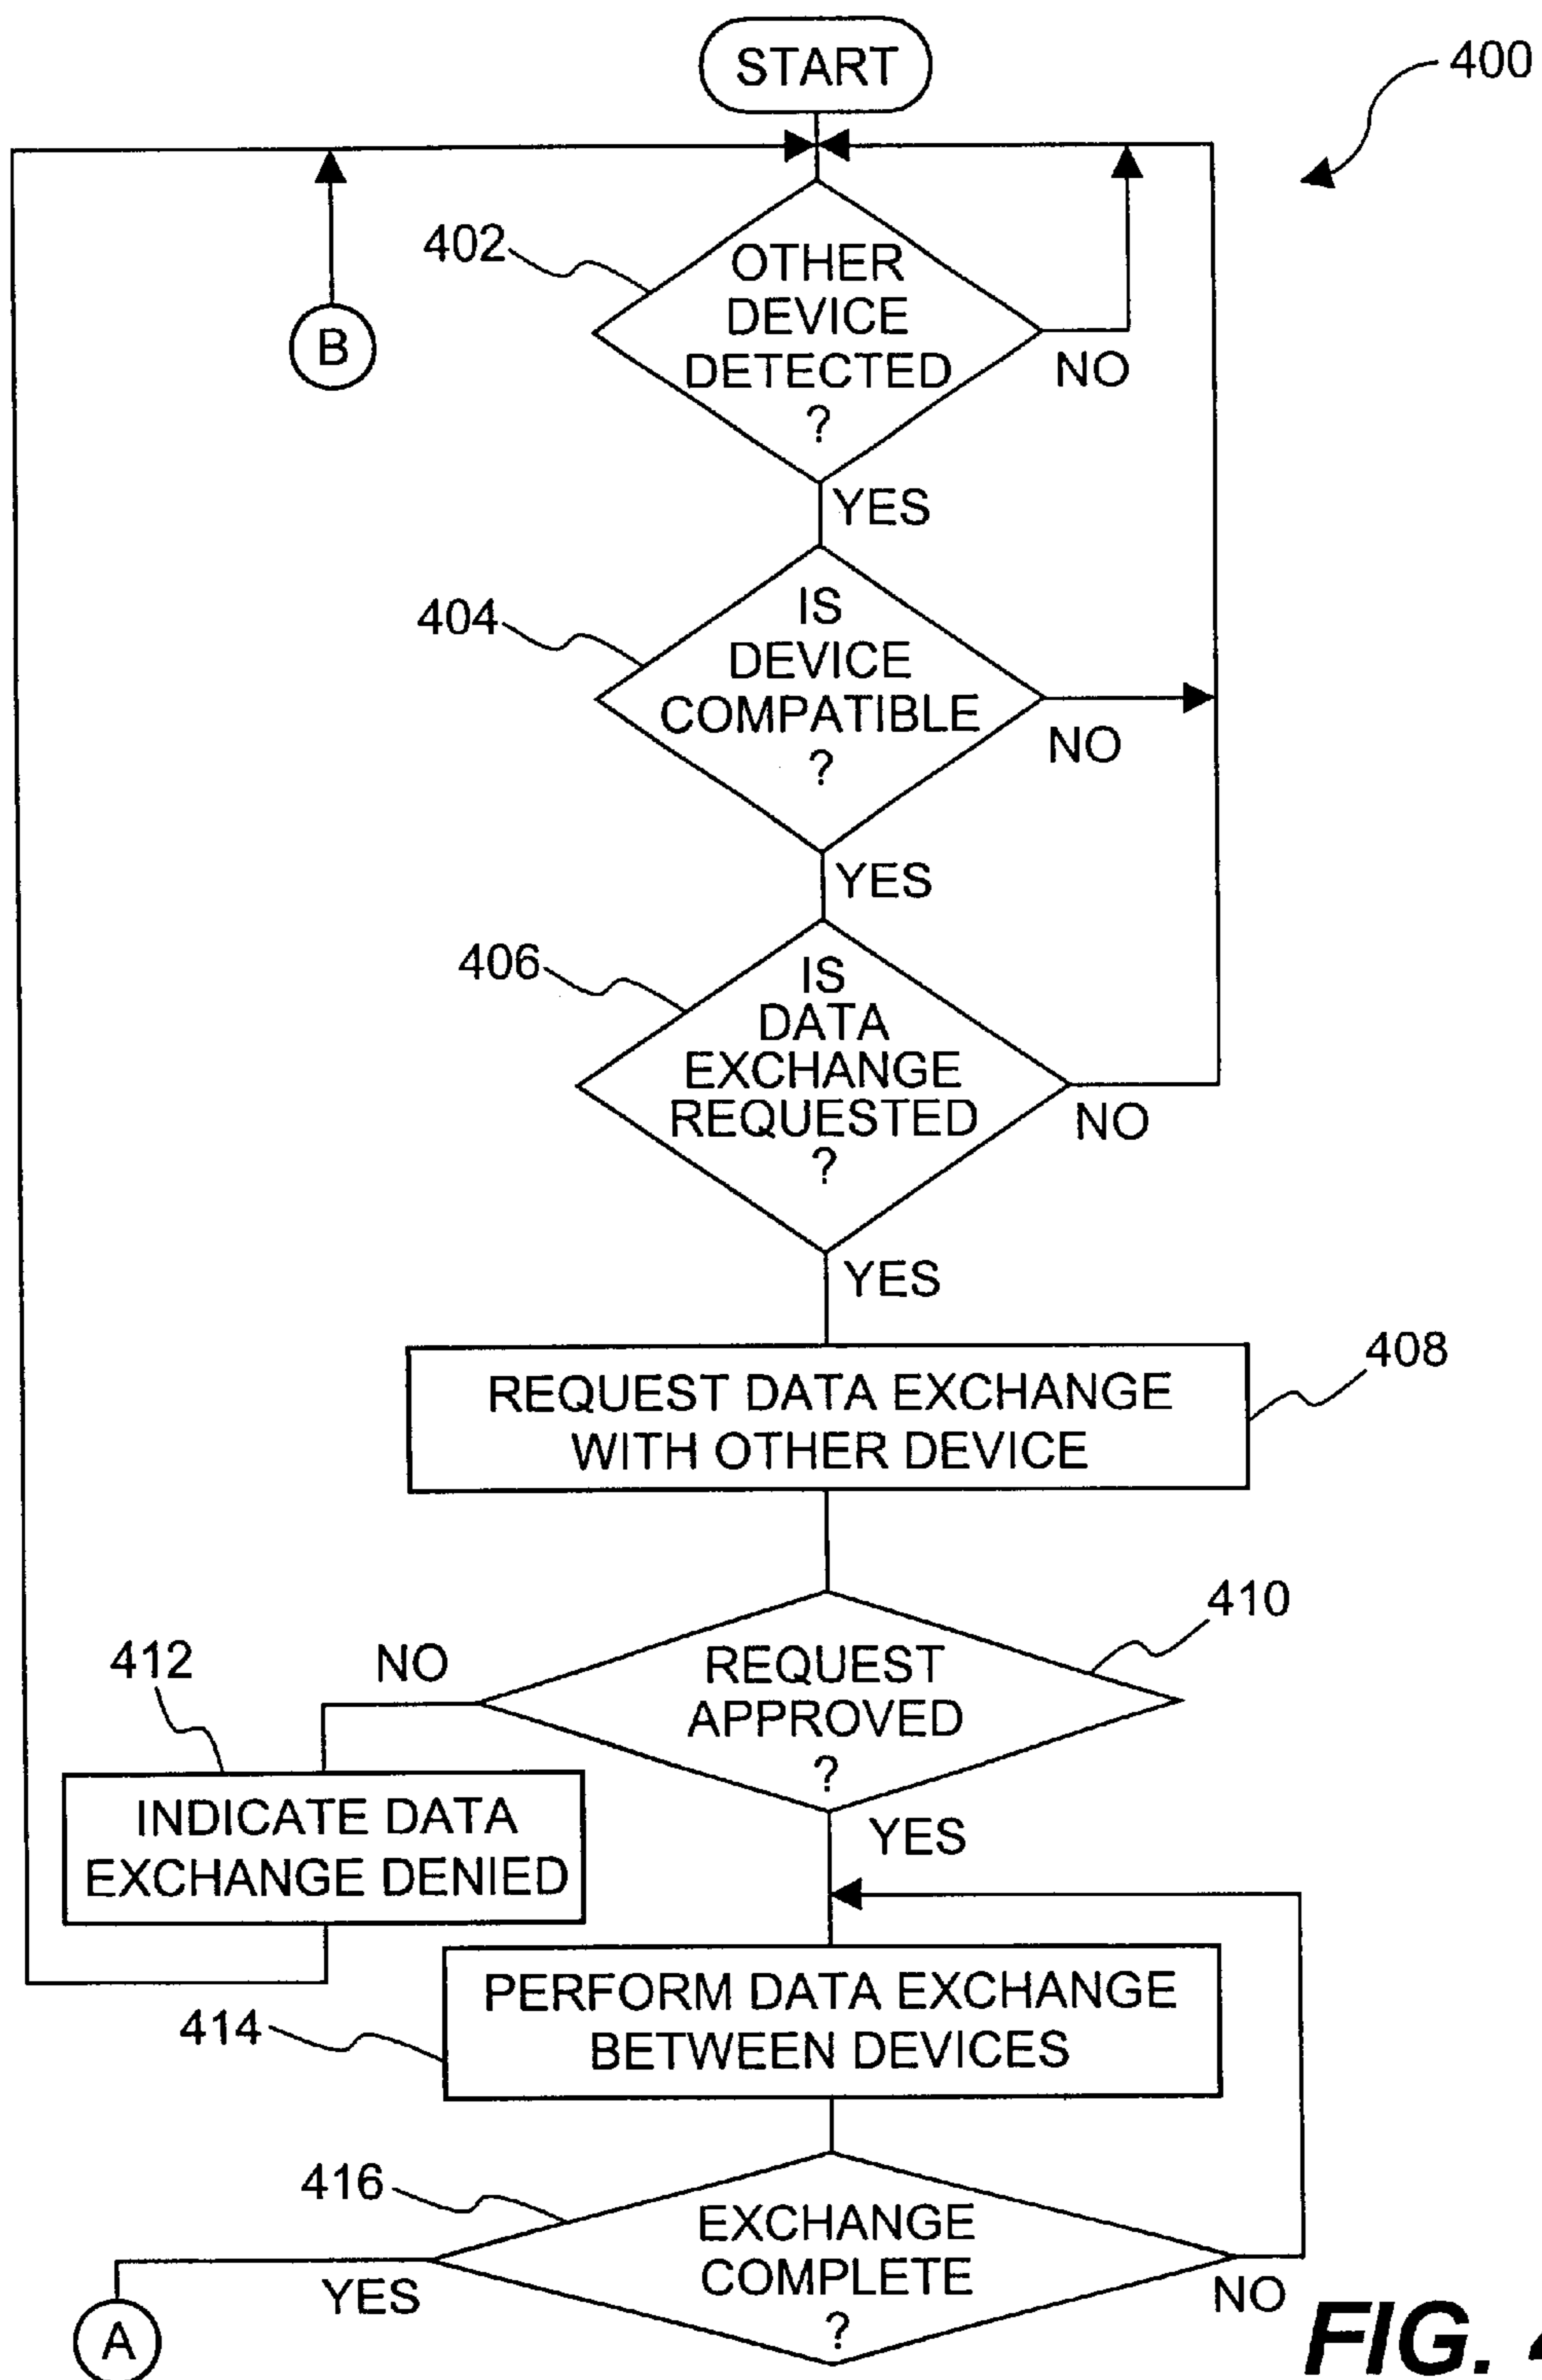 START
400
402
OTHER
DEVICE
DETECTED
?
NO
B
YES
404
IS
DEVICE
COMPATIBLE
?
NO
YES
406
IS
DATA
EXCHANGE
REQUESTED
?
NO
YES
408
REQUEST DATA EXCHANGE
WITH OTHER DEVICE
410
412
NO
REQUEST
APPROVED
?
YES
INDICATE DATA
EXCHANGE DENIED
414
PERFORM DATA EXCHANGE
BETWEEN DEVICES
416
EXCHANGE
COMPLETE
?
YES
NO
A
FIG.